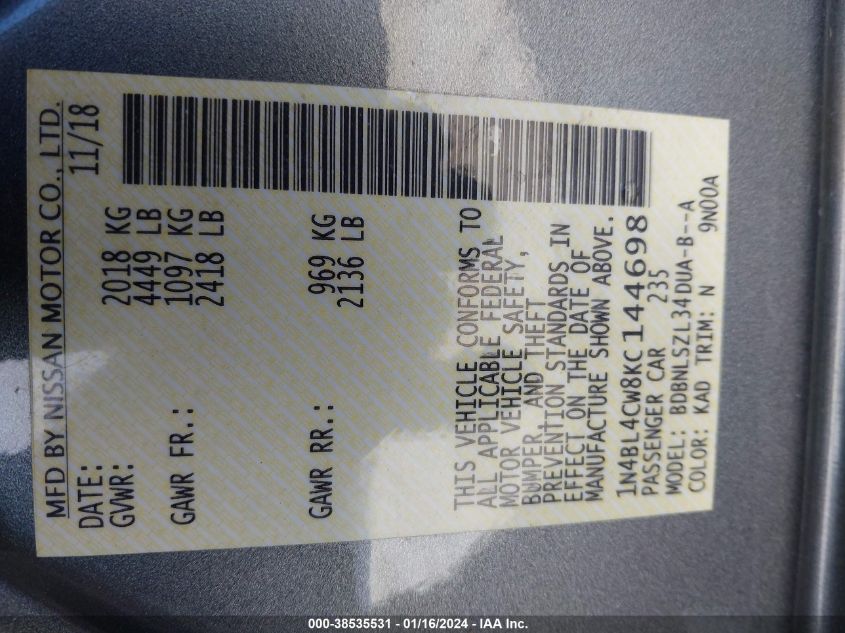 MFD BY NISSAN MOTOR CO., LTD.
DATE: 11/18
GVWR: 2018 KG
4449 LB
GAWR FR.: 1097 KG
2418 LB
GAWR RR.: 969 KG
2136 LB
THIS VEHICLE CONFORMS TO
ALL APPLICABLE FEDERAL
MOTOR VEHICLE SAFETY,
BUMPER AND THEFT
PREVENTION STANDARDS IN
EFFECT ON THE DATE OF
MANUFACTURE SHOWN ABOVE.
1N4BL4CW8KC144698
PASSENGER CAR 235
MODEL: BDBNLSZL34DUA-B--A
COLOR: KAD TRIM: N 9N00A
000-38535531 - 01/16/2024 - IAA Inc.